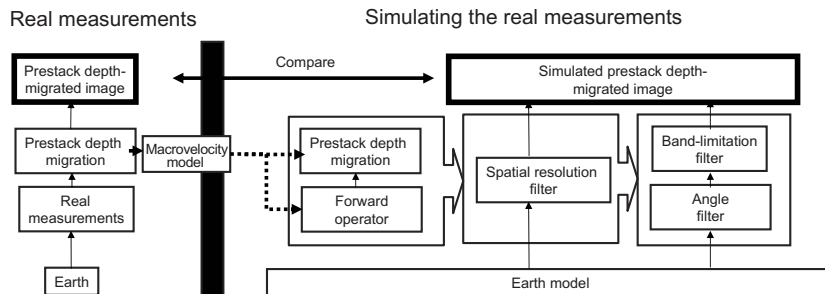 Real measurements
Simulating the real measurements
Prestack depth-
migrated image
Compare
Simulated prestack depth-
migrated image
Prestack depth
migration
Macrovelocity
model
Prestack depth
migration
Spatial resolution
filter
Band-limitation
filter
Real
measurements
Forward
operator
Angle
filter
Earth
Earth model